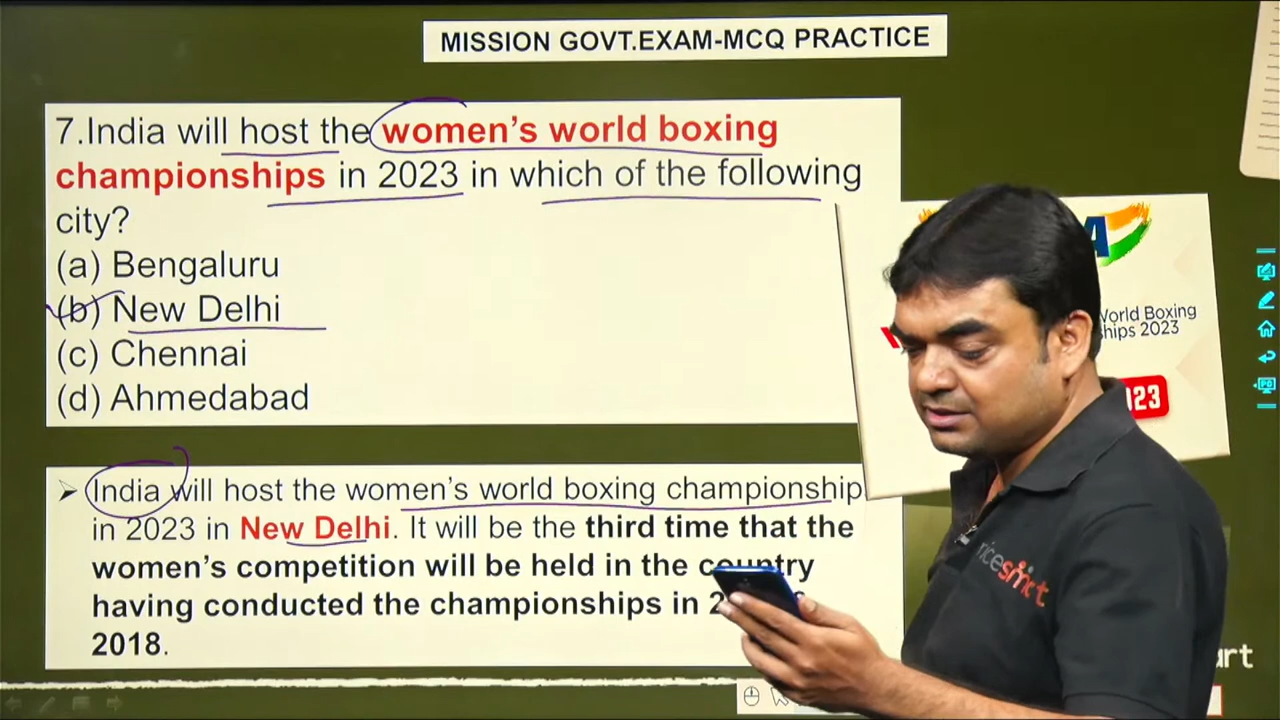 MISSION GOVT.EXAM-MCQ PRACTICE
7.India will host the women's world boxing
championships in 2023 in which of the following
city?
(a) Bengaluru
(b) New Delhi
(c) Chennai
(d) Ahmedabad
World Boxing
2023
India will host the women's world boxing championship
in 2023 in New Delhi. It will be the third time that the
women's competition will be held in the country
having conducted the championships in
2018.
smart